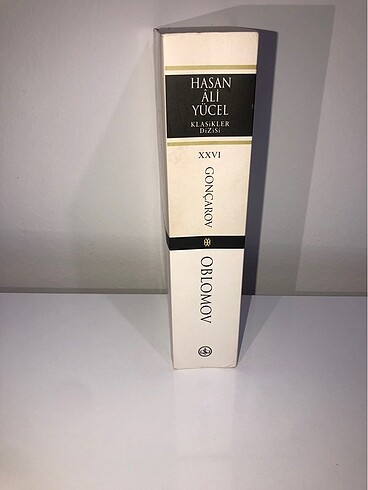 HASAN
ÂLİ
YÜCEL
KLASİKLER
DİZİSİ
XXVI
GONÇAROV
OBLOMOV